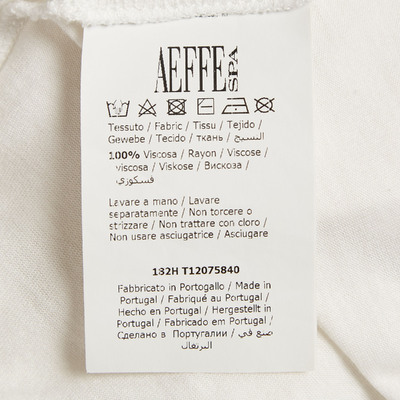 AEFFE SPA
Tessuto / Fabric / Tissu / Tejido /
Gewebe / Tecido / ткань / النسيج
100% Viscosa / Rayon / Viscose /
viscosa / Viskose / Вискоза /
فسكوزي
Lavare a mano / Lavare
separatamente / Non torcere o
strizzare / Non trattare con cloro /
Non usare asciugatrice / Asciugare
182H T12075840
Fabbricato in Portogallo / Made in
Portugal / Fabriqué au Portugal /
Hecho en Portugal / Hergestellt in
Portugal / Fabricado em Portugal /
Сделано в Португалии / صنع في
البرتغال